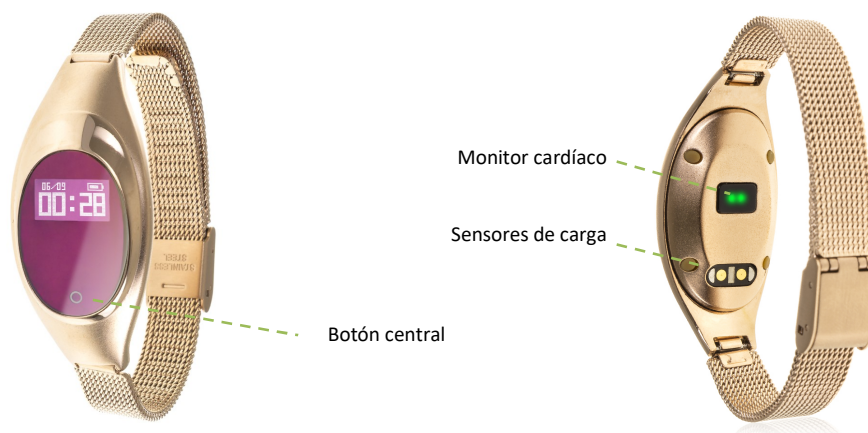 06/09
00:28
STAINLESS
STEEL
Botón central
Monitor cardíaco
Sensores de carga